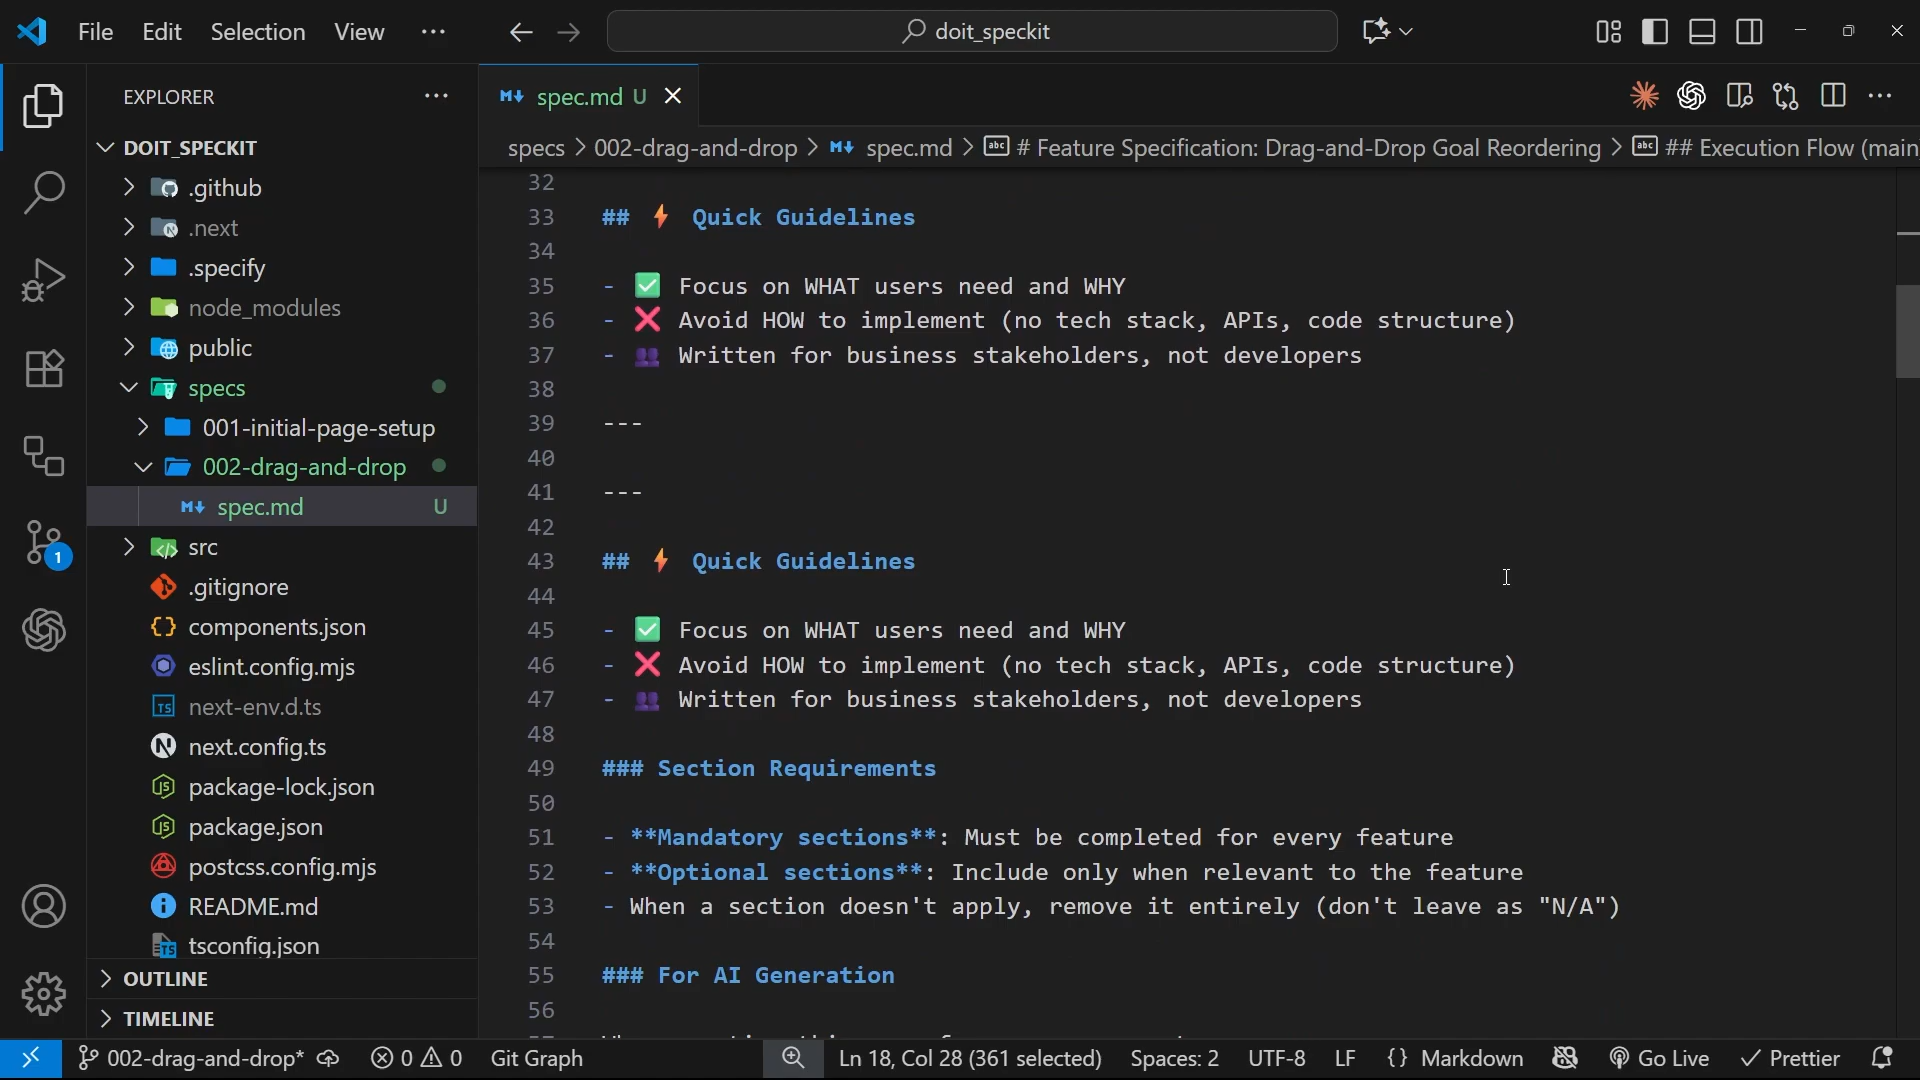 File Edit Selection View ··· doit_speckit
EXPLORER ···
DOIT_SPECKIT
.github
.next
.specify
node_modules
public
specs
001-initial-page-setup
002-drag-and-drop
spec.md U
src
.gitignore
components.json
eslint.config.mjs
next-env.d.ts
next.config.ts
package-lock.json
package.json
postcss.config.mjs
README.md
tsconfig.json
OUTLINE
TIMELINE
1
spec.md U
specs > 002-drag-and-drop > spec.md > # Feature Specification: Drag-and-Drop Goal Reordering > ## Execution Flow (main
32
33 ## ⚡ Quick Guidelines
34
35 - ✅ Focus on WHAT users need and WHY
36 - ❌ Avoid HOW to implement (no tech stack, APIs, code structure)
37 - 👥 Written for business stakeholders, not developers
38
39 ---
40
41 ---
42
43 ## ⚡ Quick Guidelines
44
45 - ✅ Focus on WHAT users need and WHY
46 - ❌ Avoid HOW to implement (no tech stack, APIs, code structure)
47 - 👥 Written for business stakeholders, not developers
48
49 ### Section Requirements
50
51 - **Mandatory sections**: Must be completed for every feature
52 - **Optional sections**: Include only when relevant to the feature
53 - When a section doesn't apply, remove it entirely (don't leave as "N/A")
54
55 ### For AI Generation
56
002-drag-and-drop* 0 0 Git Graph Ln 18, Col 28 (361 selected) Spaces: 2 UTF-8 LF {} Markdown Go Live Prettier